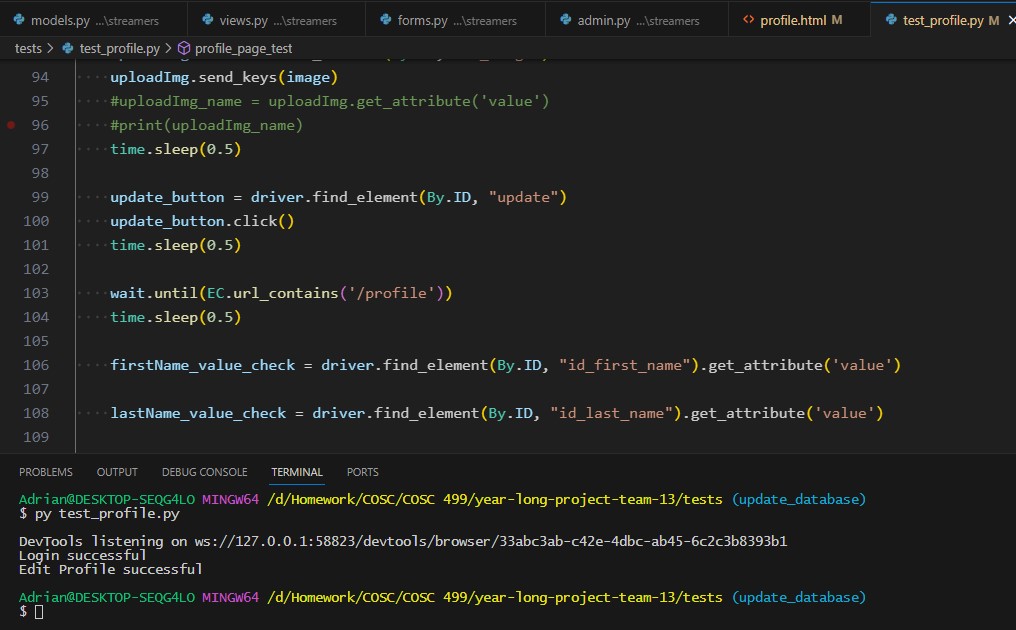 models.py ...\streamers views.py ...\streamers forms.py ...\streamers admin.py ...\streamers <> profile.html M test_profile.py M
tests > test_profile.py > profile_page_test
94 uploadImg.send_keys(image)
95 #uploadImg_name = uploadImg.get_attribute('value')
96 #print(uploadImg_name)
97 time.sleep(0.5)
98
99 update_button = driver.find_element(By.ID, "update")
100 update_button.click()
101 time.sleep(0.5)
102
103 wait.until(EC.url_contains('/profile'))
104 time.sleep(0.5)
105
106 firstName_value_check = driver.find_element(By.ID, "id_first_name").get_attribute('value')
107
108 lastName_value_check = driver.find_element(By.ID, "id_last_name").get_attribute('value')
109
PROBLEMS OUTPUT DEBUG CONSOLE TERMINAL PORTS
Adrian@DESKTOP-SEQG4LO MINGW64 /d/Homework/COSC/COSC 499/year-long-project-team-13/tests (update_database)
$ py test_profile.py
DevTools listening on ws://127.0.0.1:58823/devtools/browser/33abc3ab-c42e-4dbc-ab45-6c2c3b8393b1
Login successful
Edit Profile successful
Adrian@DESKTOP-SEQG4LO MINGW64 /d/Homework/COSC/COSC 499/year-long-project-team-13/tests (update_database)
$